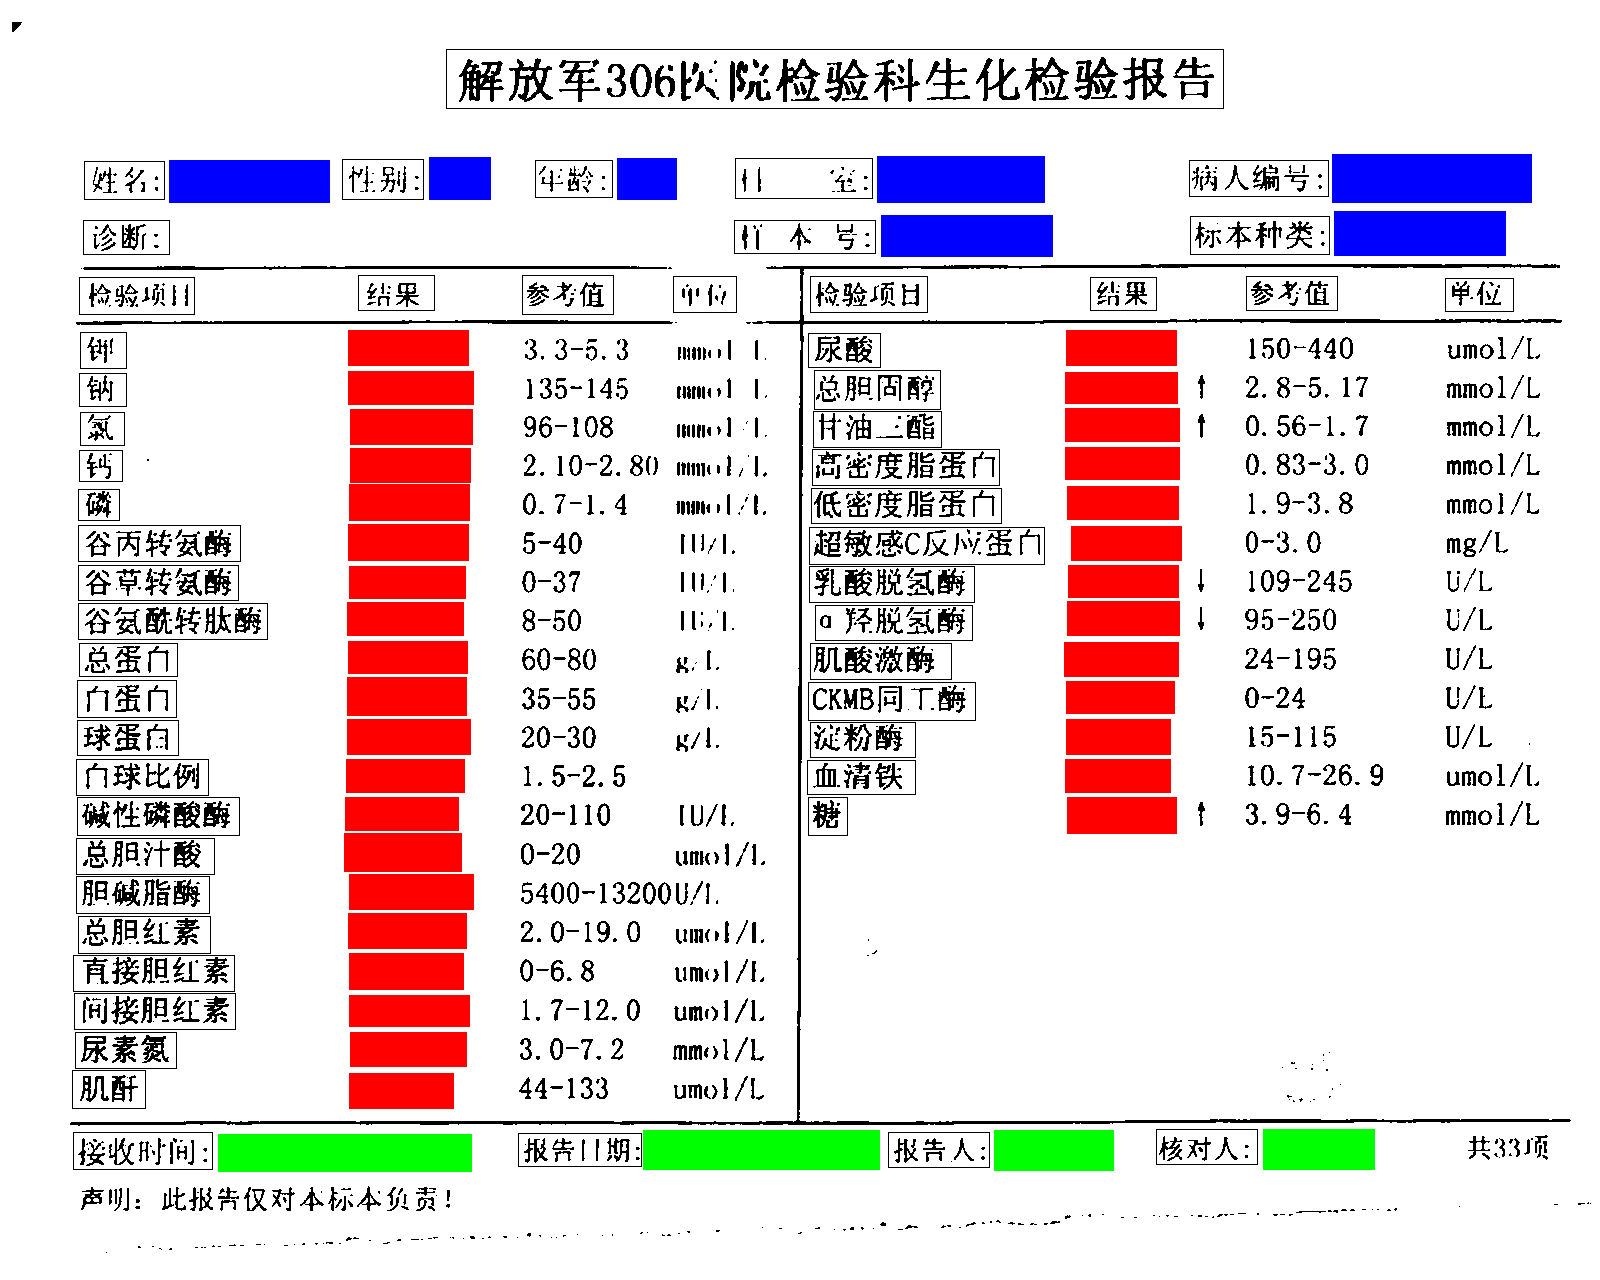 解放军306医院检验科生化检验报告
姓名: 性别: 年龄: 科 室: 病人编号:
诊断: 样 本 号: 标本种类:
检验项目 结果 参考值 单位 检验项目 结果 参考值 单位
钾 3.3-5.3 mmol/L 尿酸 150-440 umol/L
钠 135-145 mmol/L 总胆固醇 ↑ 2.8-5.17 mmol/L
氯 96-108 mmol/L 甘油三酯 ↑ 0.56-1.7 mmol/L
钙 2.10-2.80 mmol/L 高密度脂蛋白 0.83-3.0 mmol/L
磷 0.7-1.4 mmol/L 低密度脂蛋白 1.9-3.8 mmol/L
谷丙转氨酶 5-40 IU/L 超敏感C反应蛋白 0-3.0 mg/L
谷草转氨酶 0-37 IU/L 乳酸脱氢酶 ↓ 109-245 U/L
谷氨酰转肽酶 8-50 IU/L α羟脱氢酶 ↓ 95-250 U/L
总蛋白 60-80 g/L 肌酸激酶 24-195 U/L
白蛋白 35-55 g/L CKMB同工酶 0-24 U/L
球蛋白 20-30 g/L 淀粉酶 15-115 U/L
白球比例 1.5-2.5 血清铁 10.7-26.9 umol/L
碱性磷酸酶 20-110 IU/L 糖 ↑ 3.9-6.4 mmol/L
总胆汁酸 0-20 umol/L
胆碱脂酶 5400-13200U/L
总胆红素 2.0-19.0 umol/L
直接胆红素 0-6.8 umol/L
间接胆红素 1.7-12.0 umol/L
尿素氮 3.0-7.2 mmol/L
肌酐 44-133 umol/L
接收时间: 报告日期: 报告人: 核对人: 共33项
声明: 此报告仅对本标本负责!